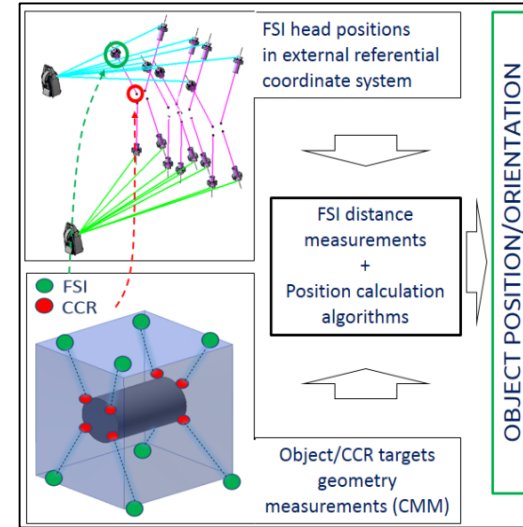 FSI head positions
in external referential
coordinate system
FSI distance
measurements
+
Position calculation
algorithms
FSI
CCR
Object/CCR targets
geometry
measurements (CMM)
OBJECT POSITION/ORIENTATION